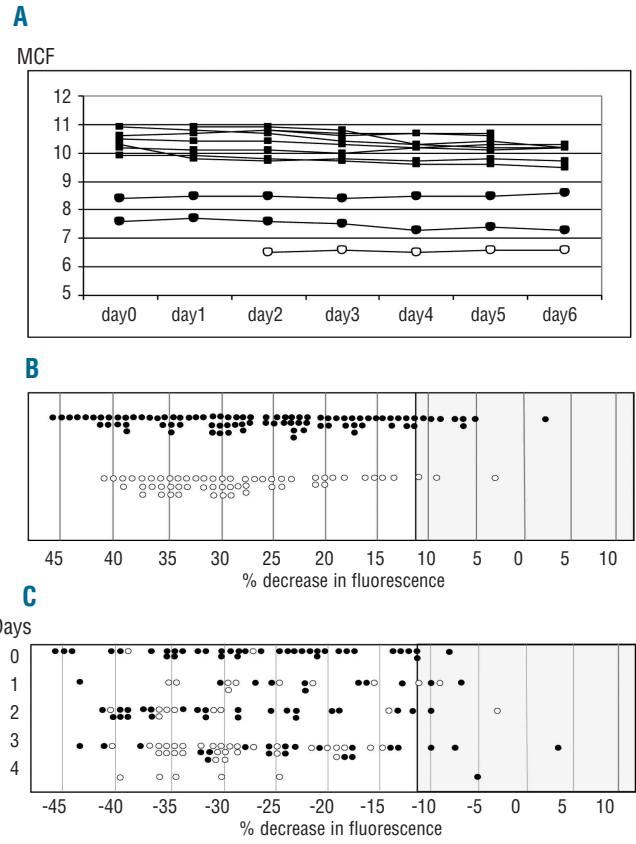 A
MCF
12
11
10
9
8
7
6
5
day0 day1 day2 day3 day4 day5 day6
B
45 40 35 30 25 20 15 10 5 0 5 10
% decrease in fluorescence
C
Days
0
1
2
3
4
-45 -40 -35 -30 -25 -20 -15 -10 -5 0 5 10
% decrease in fluorescence